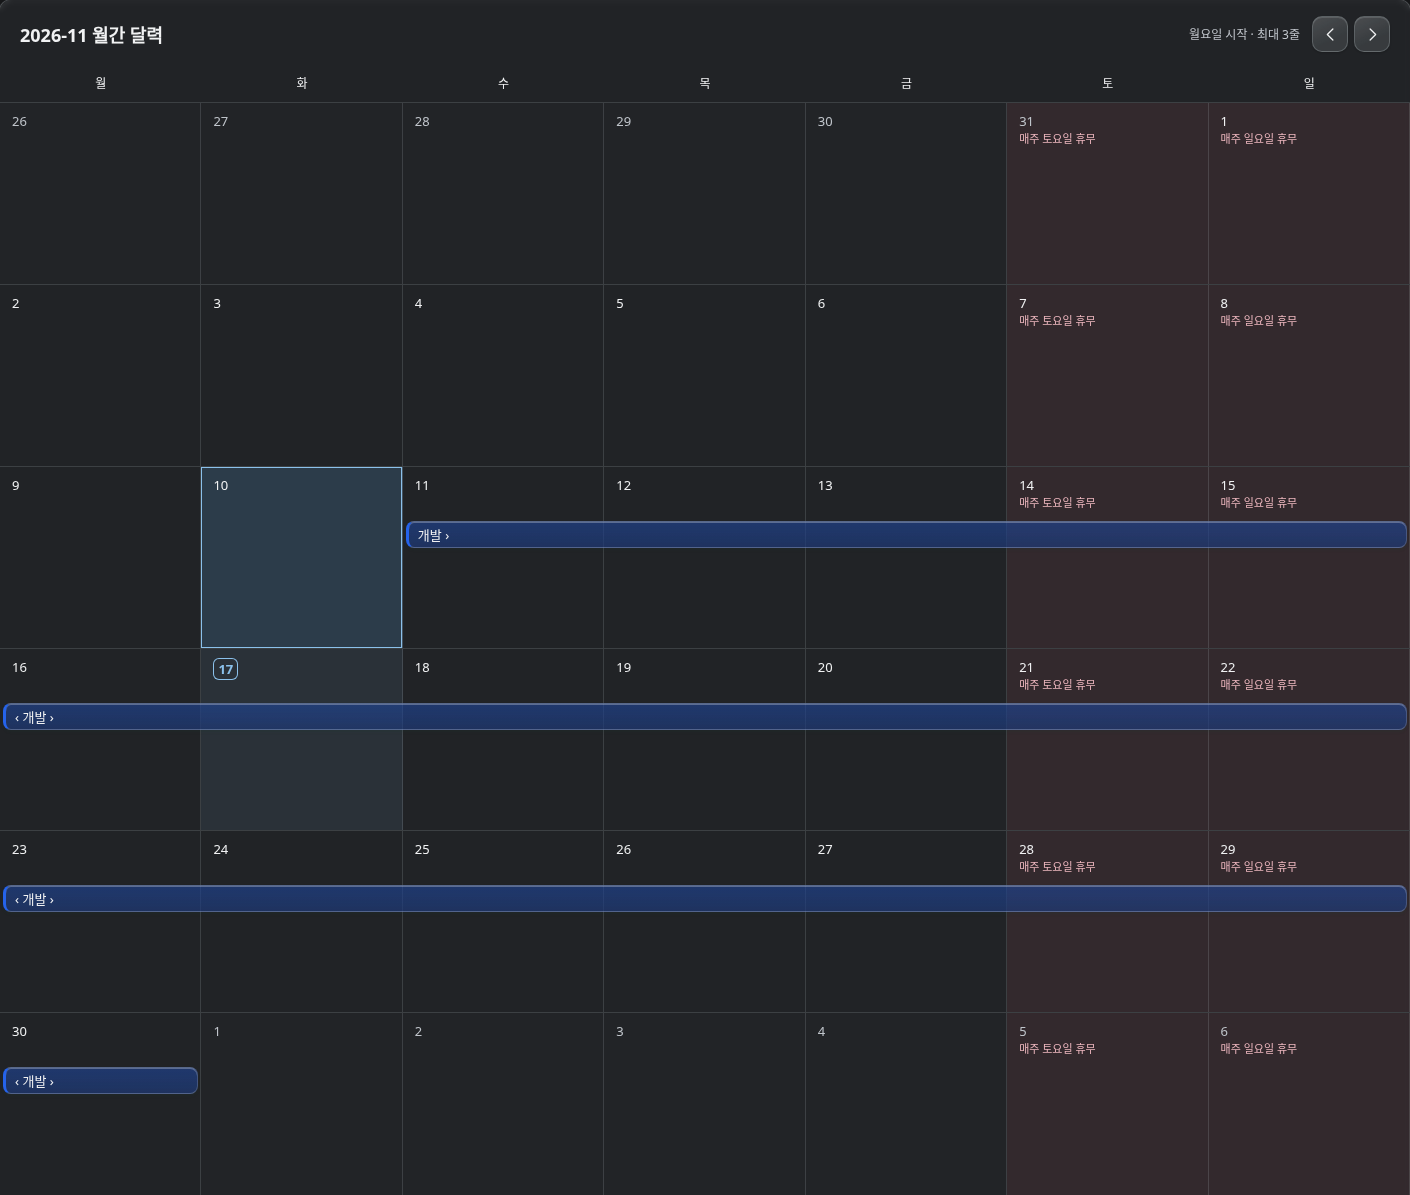 2026-11 월간 달력
월요일 시작 · 최대 3줄
월 화 수 목 금 토 일
26 27 28 29 30 31 1
매주 토요일 휴무 매주 일요일 휴무
2 3 4 5 6 7 8
매주 토요일 휴무 매주 일요일 휴무
9 10 11 12 13 14 15
매주 토요일 휴무 매주 일요일 휴무
개발 ›
16 17 18 19 20 21 22
매주 토요일 휴무 매주 일요일 휴무
‹ 개발 ›
23 24 25 26 27 28 29
매주 토요일 휴무 매주 일요일 휴무
‹ 개발 ›
30 1 2 3 4 5 6
매주 토요일 휴무 매주 일요일 휴무
‹ 개발 ›